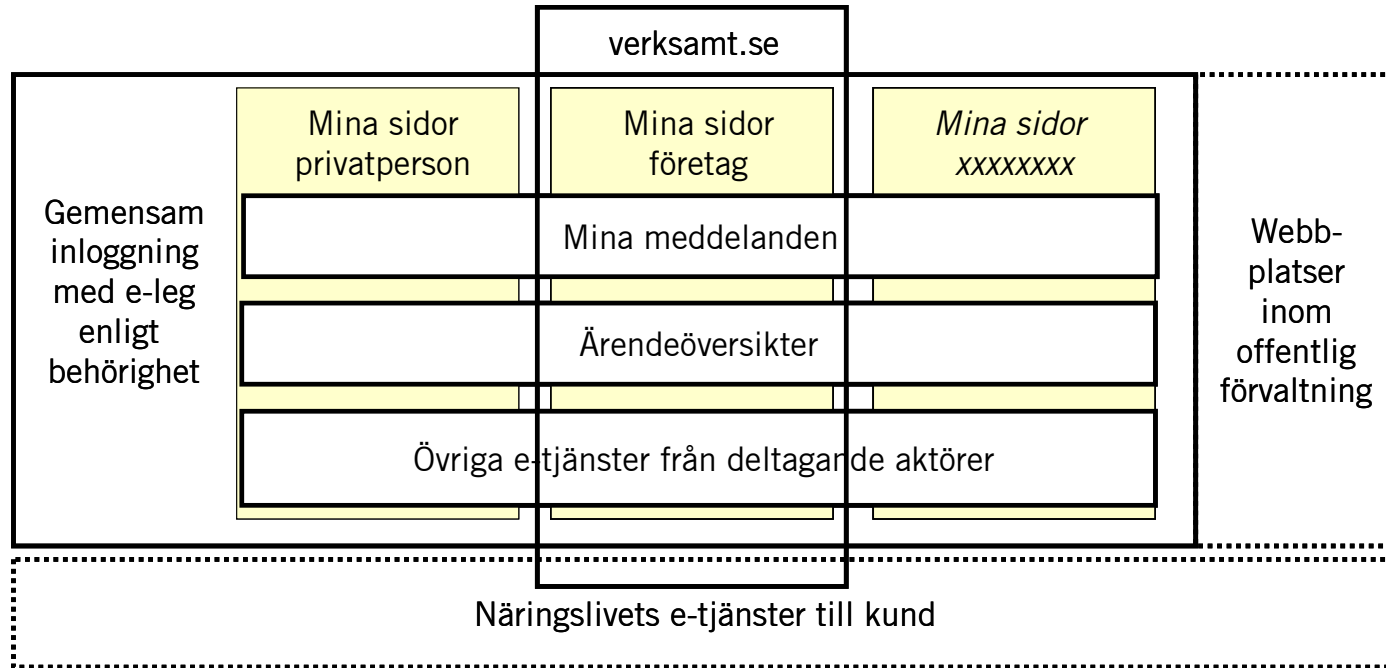 verksamt.se
Gemensam
inloggning
med e-leg
enligt
behörighet
Mina sidor
privatperson
Mina sidor
företag
Mina sidor
xxxxxxxx
Mina meddelanden
Ärendeöversikter
Övriga e-tjänster från deltagande aktörer
Webb-
platser
inom
offentlig
förvaltning
Näringslivets e-tjänster till kund